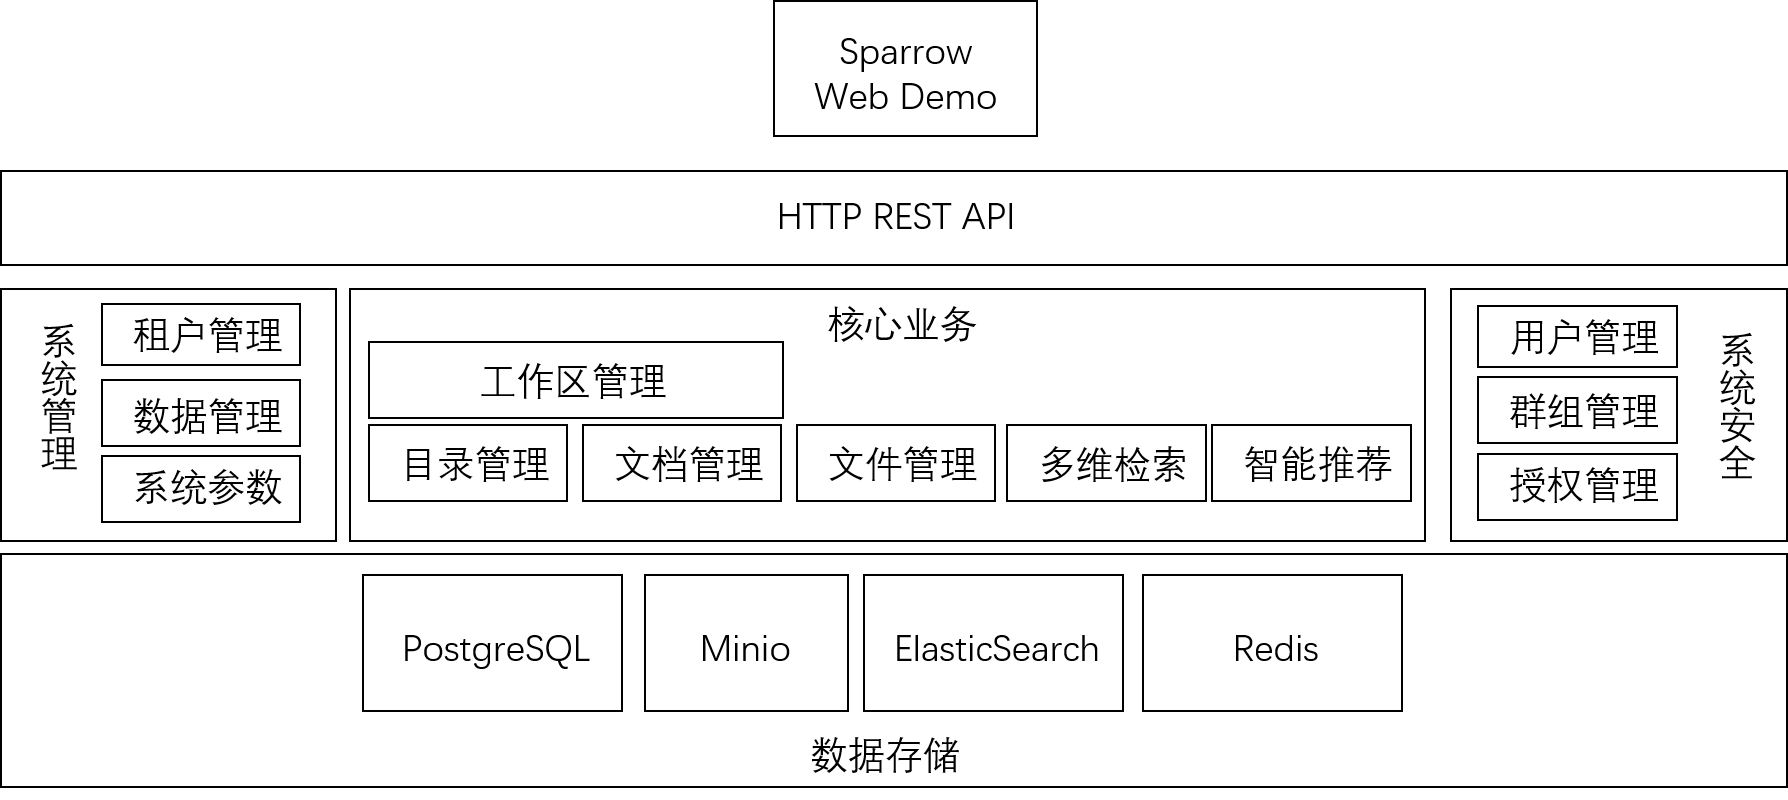 Sparrow
Web Demo
HTTP REST API
系统管理
租户管理
数据管理
系统参数
核心业务
工作区管理
目录管理
文档管理
文件管理
多维检索
智能推荐
用户管理
群组管理
授权管理
系统安全
PostgreSQL
Minio
ElasticSearch
Redis
数据存储